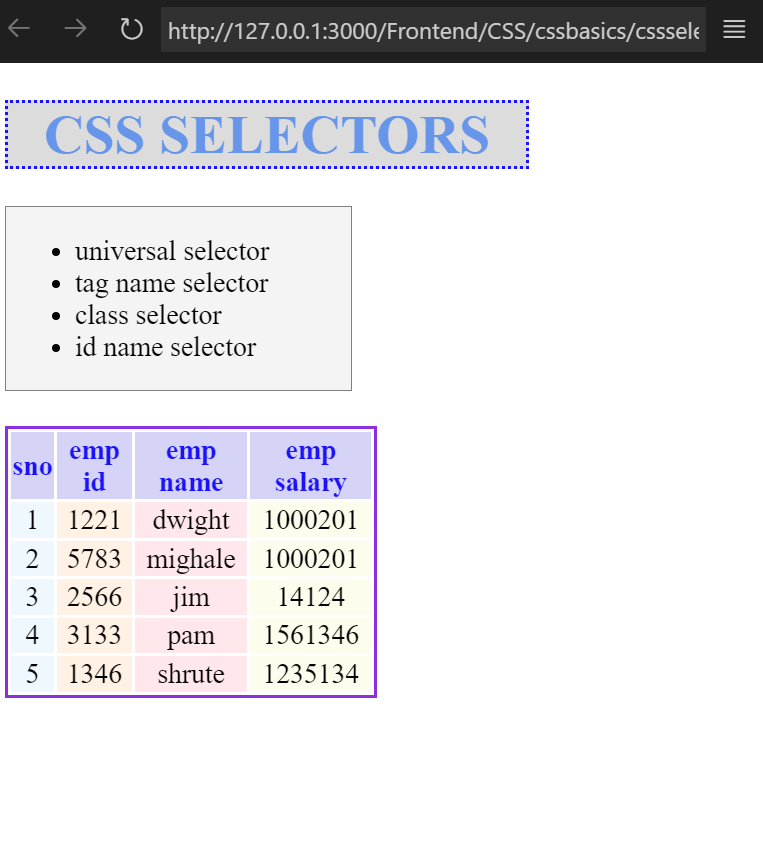 http://127.0.0.1:3000/Frontend/CSS/cssbasics/csssele
CSS SELECTORS
universal selector
tag name selector
class selector
id name selector
sno emp id emp name emp salary
1 1221 dwight 1000201
2 5783 mighale 1000201
3 2566 jim 14124
4 3133 pam 1561346
5 1346 shrute 1235134